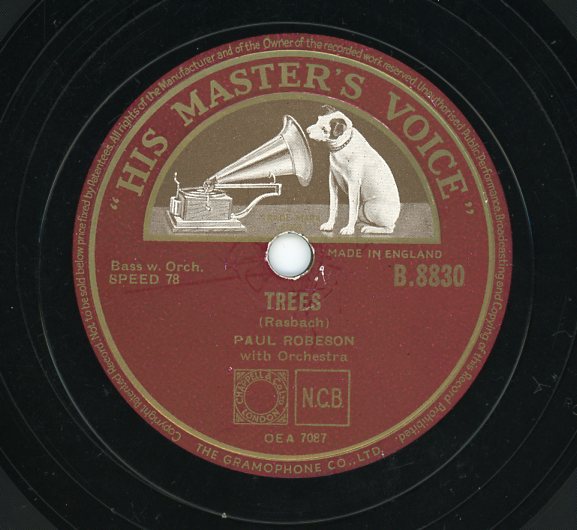 Copyright Patented Record. Not to be sold below price fixed by Patentees. All rights of the Manufacturer and of the Owner of the recorded work reserved. Unauthorised Public Performance, Broadcasting and Copying of this Record Prohibited.
"HIS MASTER'S VOICE"
TRADE MARK
MADE IN ENGLAND
Bass w. Orch.
SPEED 78
B.8830
TREES
(Rasbach)
PAUL ROBESON
with Orchestra
CHAPPELL & Co Ltd
LONDON
N.C.B.
OEA 7087
THE GRAMOPHONE CO., LTD.